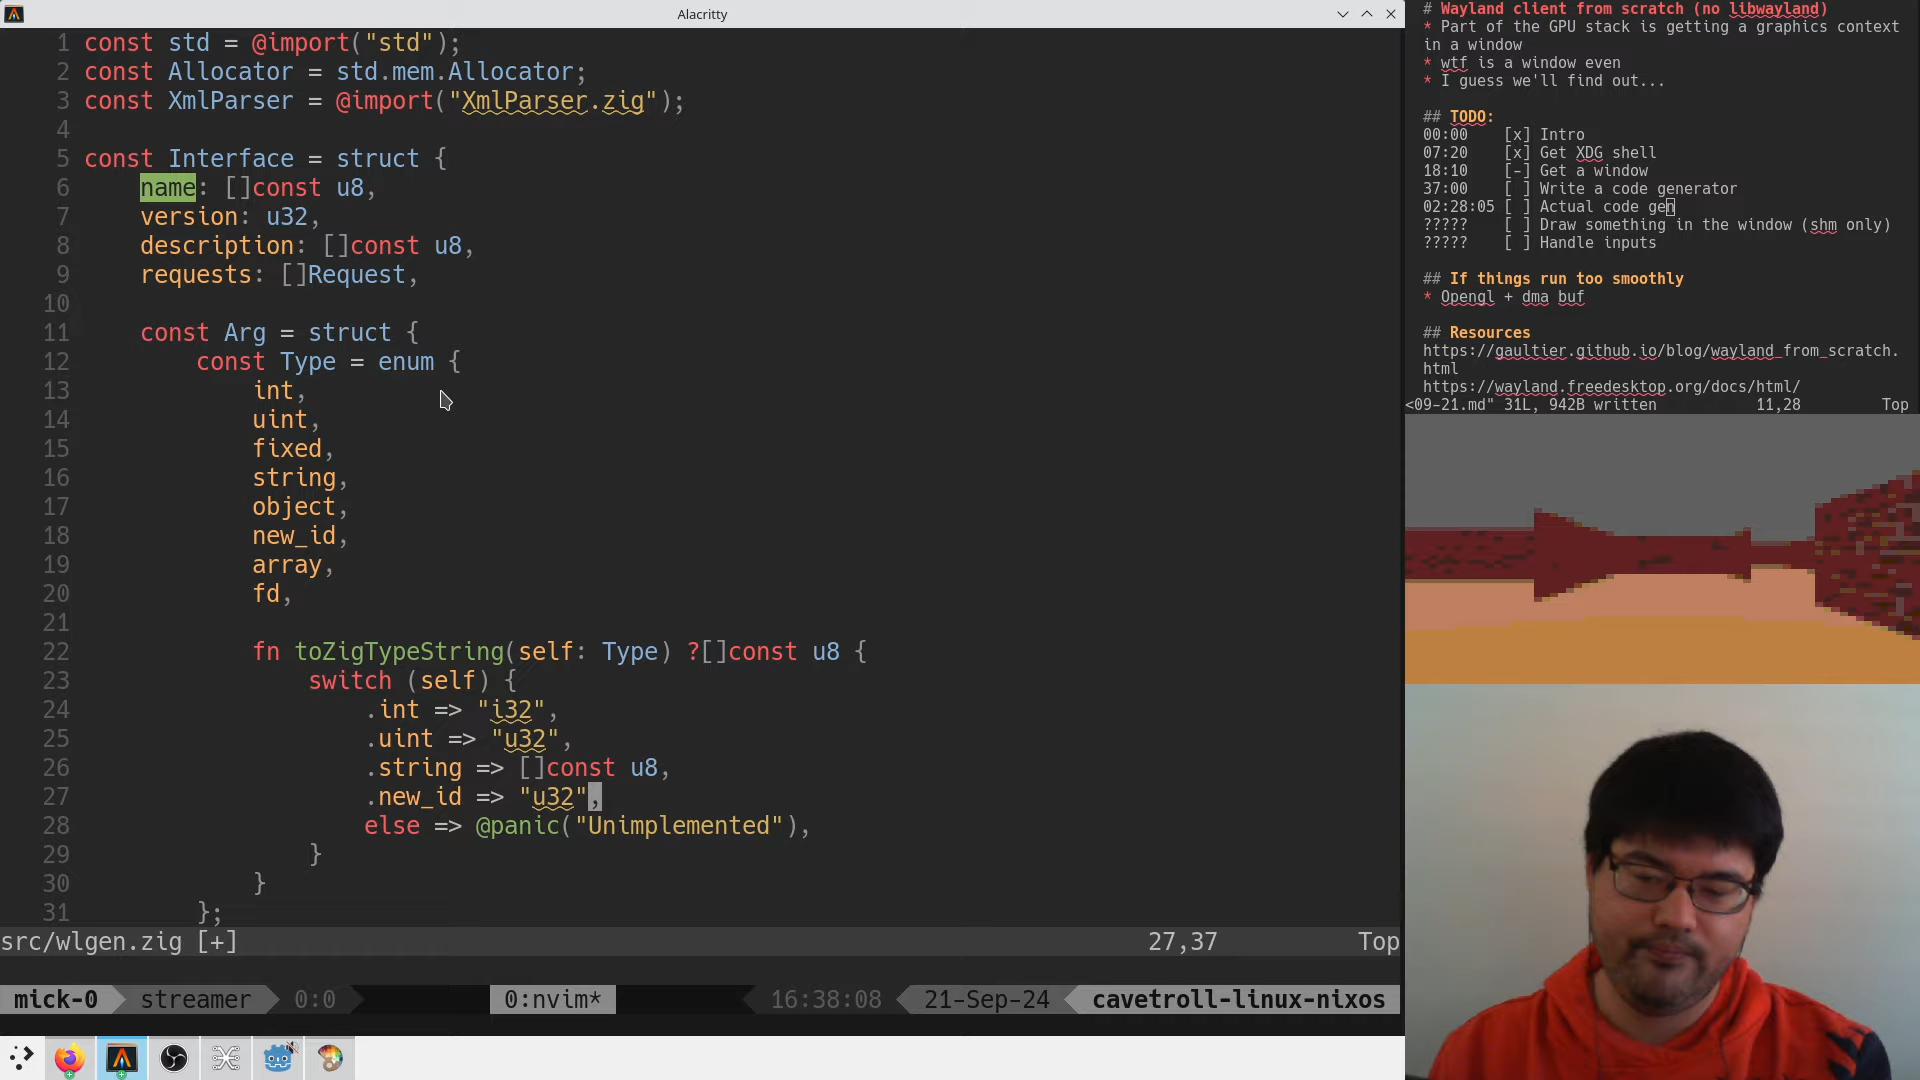 Alacritty
1 const std = @import("std");
2 const Allocator = std.mem.Allocator;
3 const XmlParser = @import("XmlParser.zig");
4
5 const Interface = struct {
6 name: []const u8,
7 version: u32,
8 description: []const u8,
9 requests: []Request,
10
11 const Arg = struct {
12 const Type = enum {
13 int,
14 uint,
15 fixed,
16 string,
17 object,
18 new_id,
19 array,
20 fd,
21
22 fn toZigTypeString(self: Type) ?[]const u8 {
23 switch (self) {
24 .int => "i32",
25 .uint => "u32",
26 .string => []const u8,
27 .new_id => "u32",
28 else => @panic("Unimplemented"),
29 }
30 }
31 };
src/wlgen.zig [+] 27,37 Top
mick-0 streamer 0:0 0:nvim* 16:38:08 21-Sep-24 cavetroll-linux-nixos
# Wayland client from scratch (no libwayland)
* Part of the GPU stack is getting a graphics context
in a window
* wtf is a window even
* I guess we'll find out...
## TODO:
00:00 [x] Intro
07:20 [x] Get XDG shell
18:10 [-] Get a window
37:00 [ ] Write a code generator
02:28:05 [ ] Actual code gen
????? [ ] Draw something in the window (shm only)
????? [ ] Handle inputs
## If things run too smoothly
* Opengl + dma buf
## Resources
https://gaultier.github.io/blog/wayland_from_scratch.
html
https://wayland.freedesktop.org/docs/html/
<09-21.md" 31L, 942B written 11,28 Top